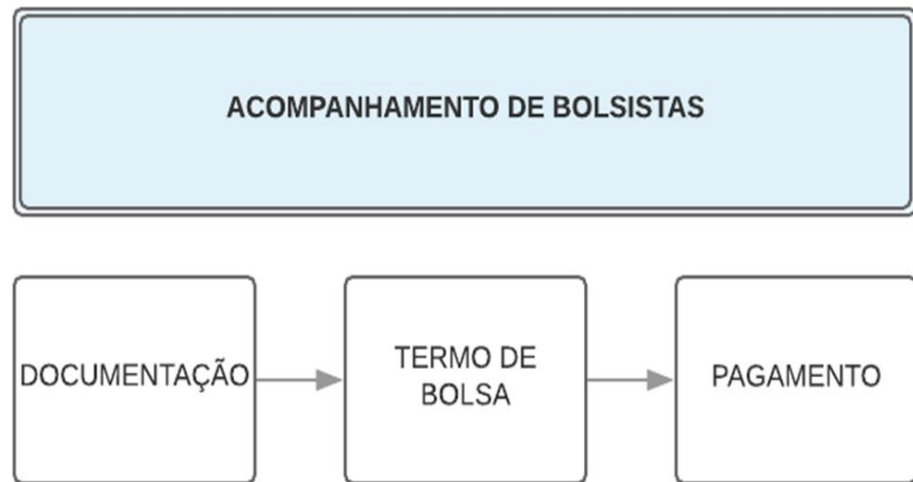 ACOMPANHAMENTO DE BOLSISTAS
DOCUMENTAÇÃO
TERMO DE
BOLSA
PAGAMENTO